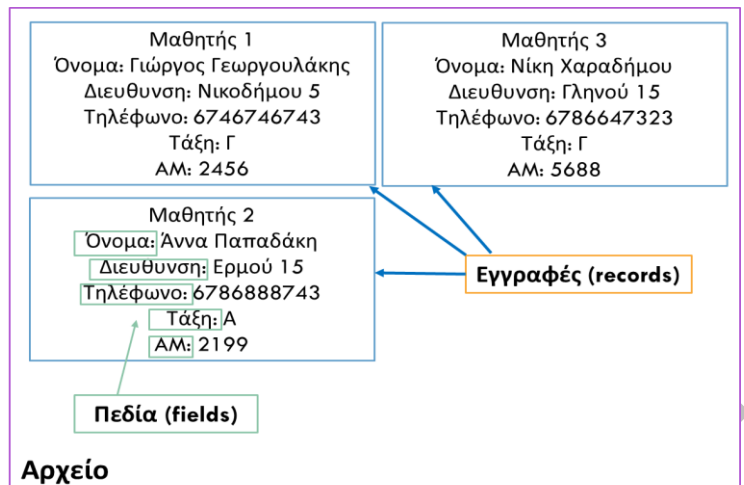 Μαθητής 1
Όνομα: Γιώργος Γεωργουλάκης
Διευθυνση: Νικοδήμου 5
Τηλέφωνο: 6746746743
Τάξη: Γ
ΑΜ: 2456
Μαθητής 3
Όνομα: Νίκη Χαραδήμου
Διευθυνση: Γληνού 15
Τηλέφωνο: 6786647323
Τάξη: Γ
ΑΜ: 5688
Μαθητής 2
Όνομα: Άννα Παπαδάκη
Διευθυνση: Ερμού 15
Τηλέφωνο: 6786888743
Τάξη: Α
ΑΜ: 2199
Εγγραφές (records)
Πεδία (fields)
Αρχείο